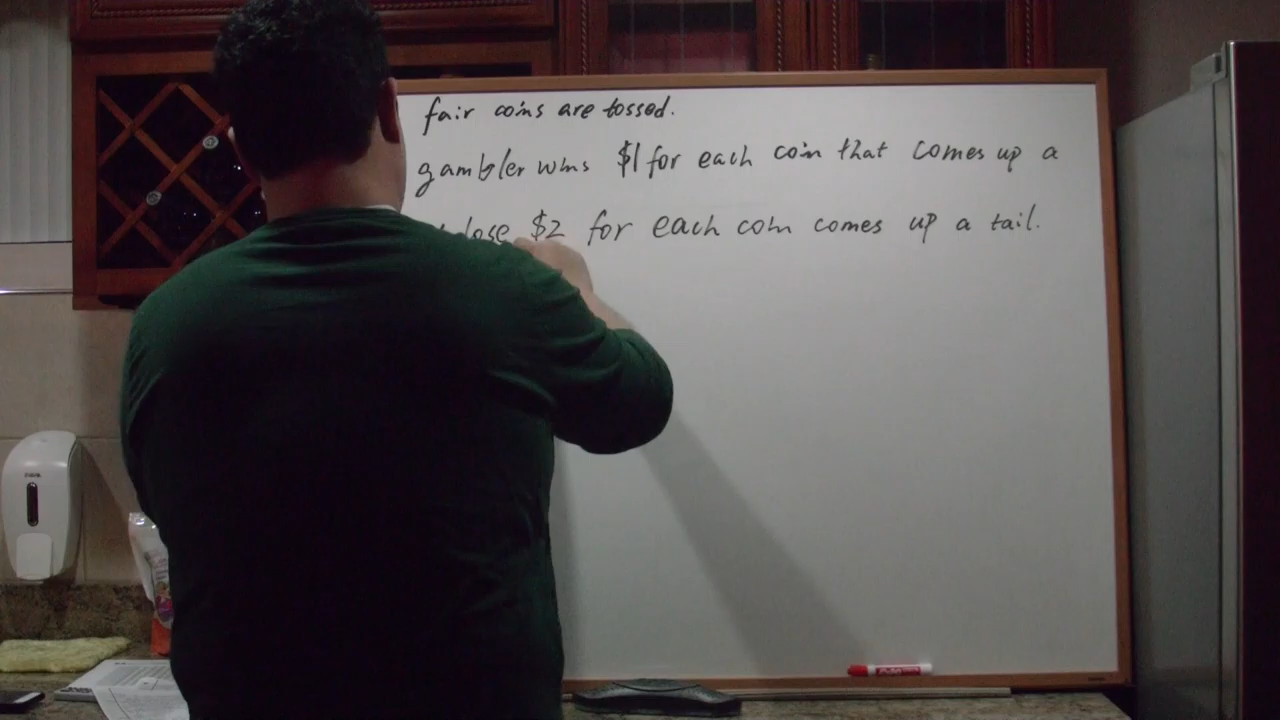 fair coins are tossed.
gambler wins $1 for each coin that comes up a
lose $2 for each coin comes up a tail.